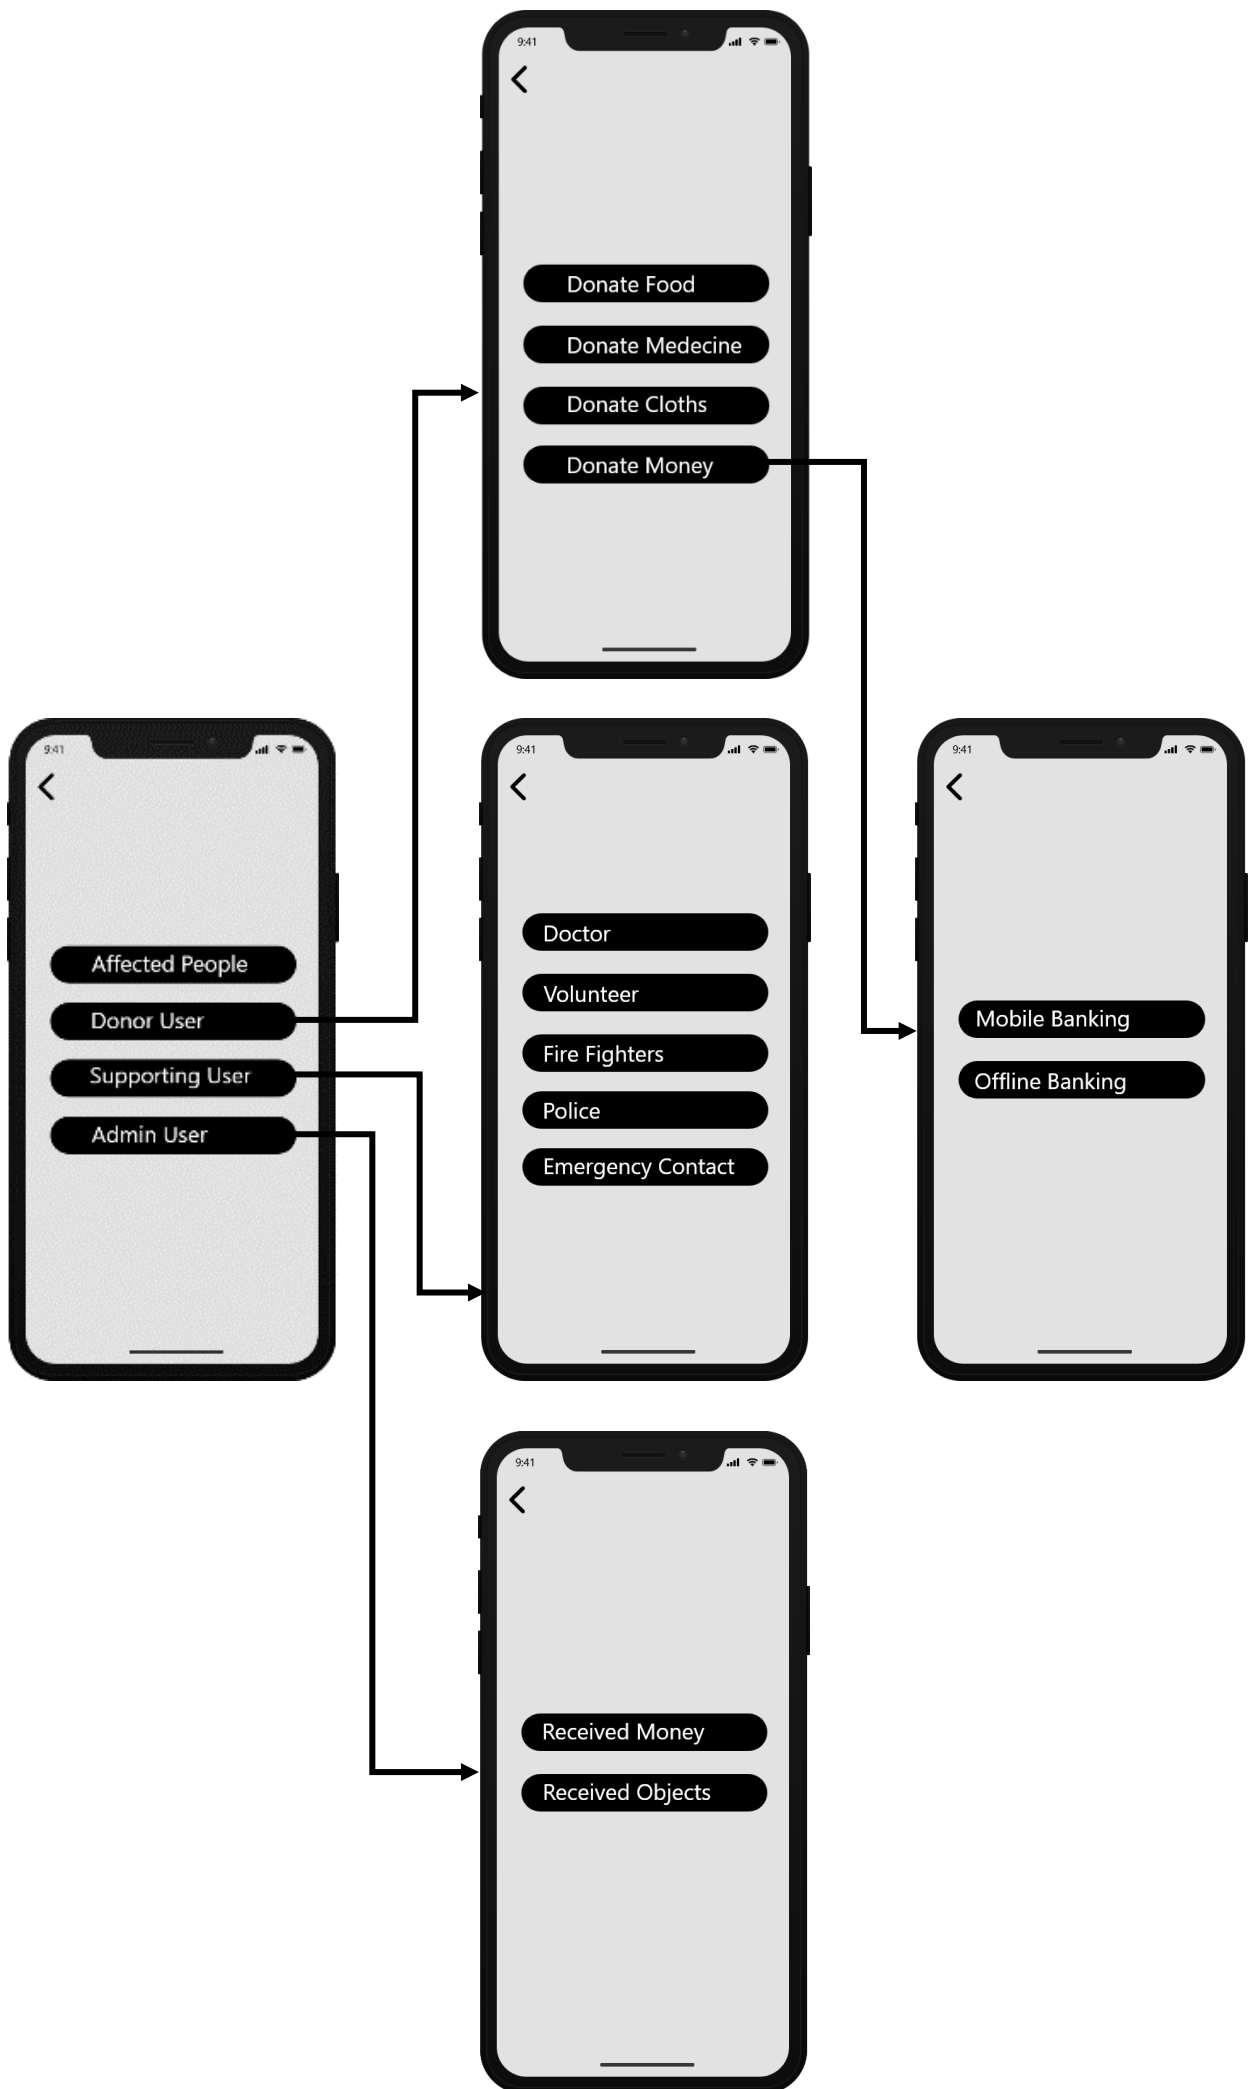 9:41
Donate Food
Donate Medecine
Donate Cloths
Donate Money
9:41
Affected People
Donor User
Supporting User
Admin User
9:41
Doctor
Volunteer
Fire Fighters
Police
Emergency Contact
9:41
Mobile Banking
Offline Banking
9:41
Received Money
Received Objects